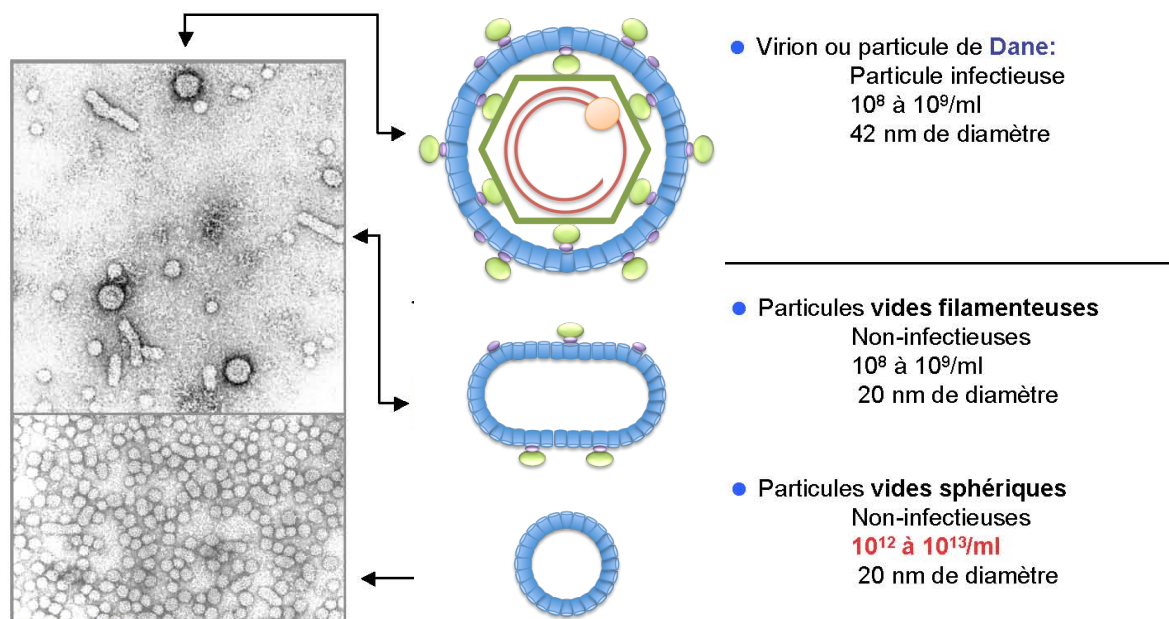 ● Virion ou particule de Dane:
Particule infectieuse
10⁸ à 10⁹/ml
42 nm de diamètre
● Particules vides filamenteuses
Non-infectieuses
10⁸ à 10⁹/ml
20 nm de diamètre
● Particules vides sphériques
Non-infectieuses
10¹² à 10¹³/ml
20 nm de diamètre